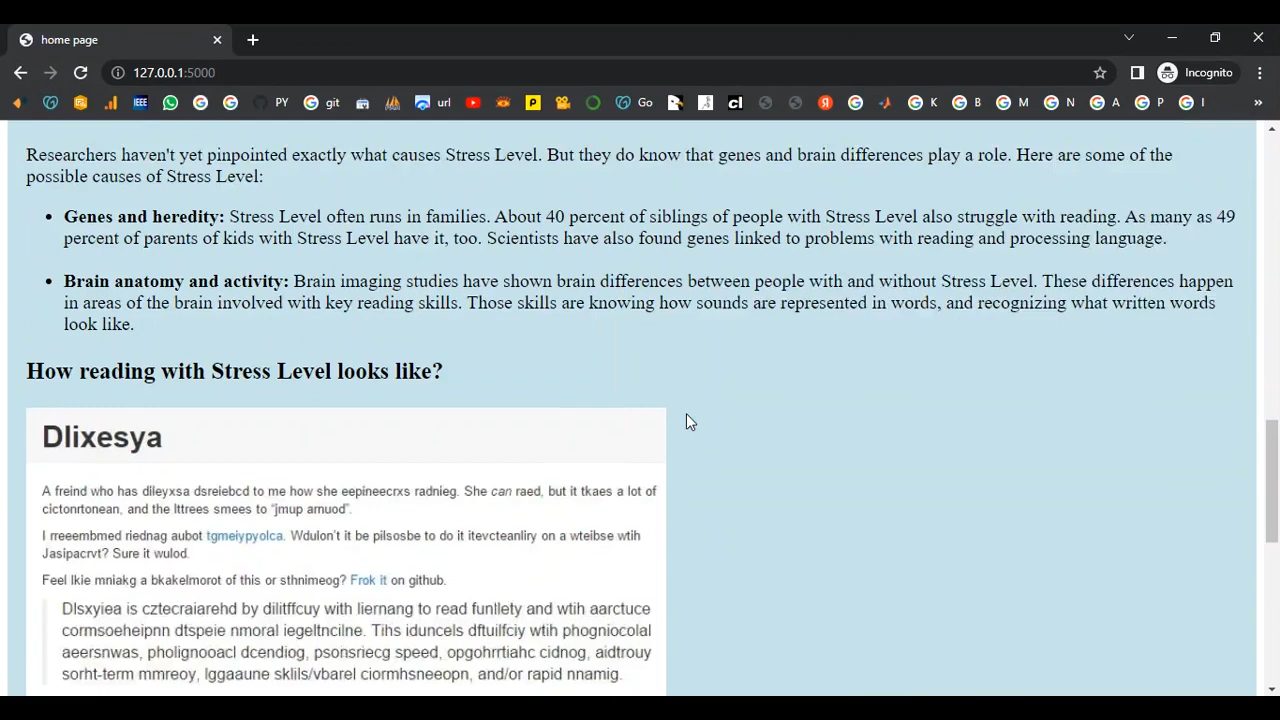 home page
127.0.0.1:5000
Incognito
IEEE
PY
git
url
Go
cl
K
B
M
N
A
P
I
Researchers haven't yet pinpointed exactly what causes Stress Level. But they do know that genes and brain differences play a role. Here are some of the
possible causes of Stress Level:
• Genes and heredity: Stress Level often runs in families. About 40 percent of siblings of people with Stress Level also struggle with reading. As many as 49
percent of parents of kids with Stress Level have it, too. Scientists have also found genes linked to problems with reading and processing language.
• Brain anatomy and activity: Brain imaging studies have shown brain differences between people with and without Stress Level. These differences happen
in areas of the brain involved with key reading skills. Those skills are knowing how sounds are represented in words, and recognizing what written words
look like.
How reading with Stress Level looks like?
Dlixesya
A freind who has dileyxsa dsreiebcd to me how she eepineecrxs radnieg. She can raed, but it tkaes a lot of
cictonrtonean, and the lttrees smees to “jmup arnuod”.
I rreeembmed riednag aubot tgmeiypyolca. Wdulon't it be pilsosbe to do it itevcteanliry on a wteibse wtih
Jasipacrvt? Sure it wulod.
Feel lkie mniakg a bkakelmorot of this or sthnimeog? Frok it on github.
Dlsxyiea is cztecraiarehd by dilitffcuy with liernang to read funllety and wtih aarctuce
cormsoeheipnn dtspeie nmoral iegeltncilne. Tihs iduncels dftuilfciy wtih phogniocolal
aeersnwas, pholignooacl dcendiog, psonsriecg speed, opgohrrtiahc cidnog, aidtrouy
sorht-term mmreoy, lggaaune sklils/vbarel ciormhsneeopn, and/or rapid nnamig.